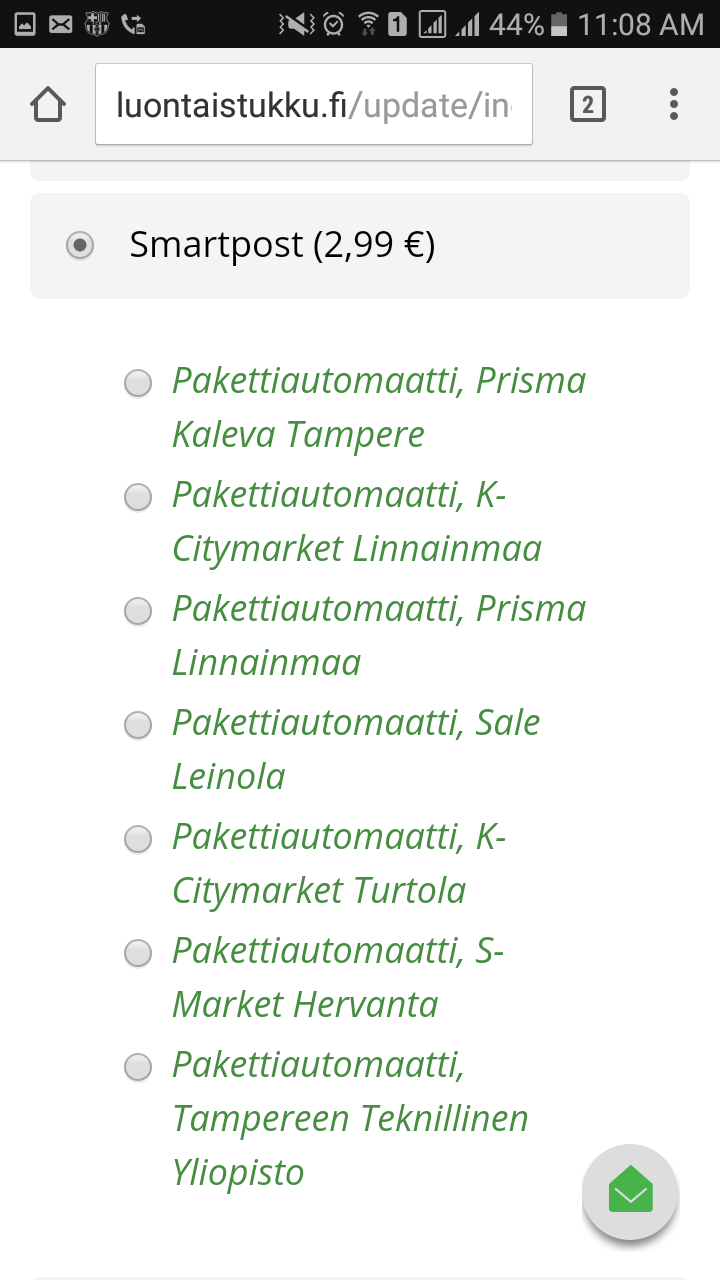 1 44% 11:08 AM
luontaistukku.fi/update/in
2
Smartpost (2,99 €)
Pakettiautomaatti, Prisma
Kaleva Tampere
Pakettiautomaatti, K-
Citymarket Linnainmaa
Pakettiautomaatti, Prisma
Linnainmaa
Pakettiautomaatti, Sale
Leinola
Pakettiautomaatti, K-
Citymarket Turtola
Pakettiautomaatti, S-
Market Hervanta
Pakettiautomaatti,
Tampereen Teknillinen
Yliopisto